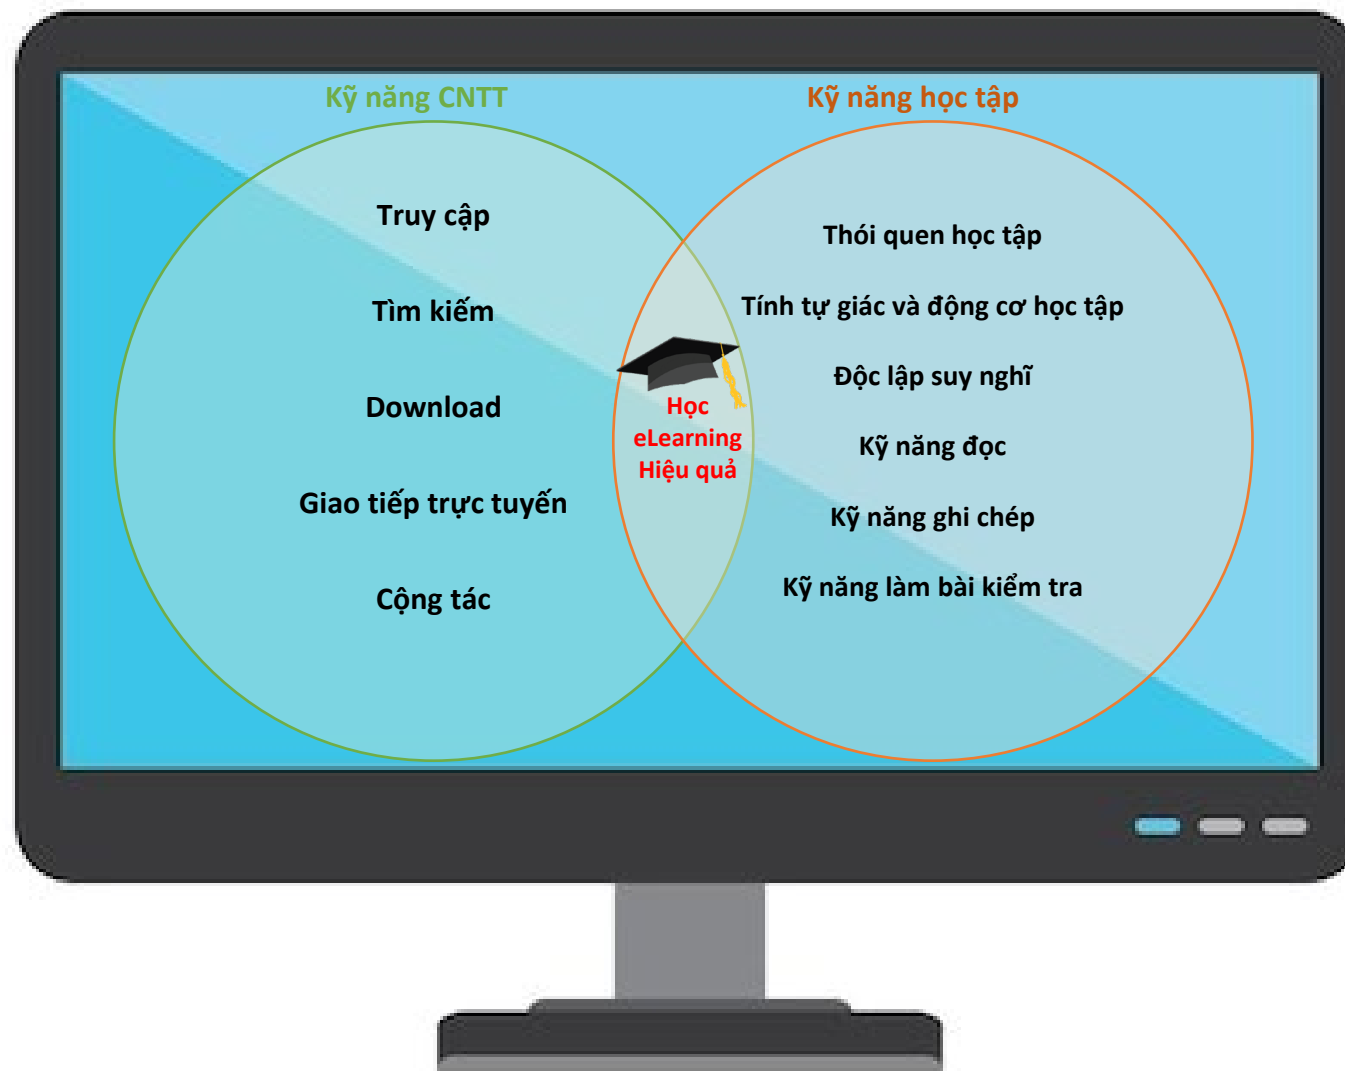 Kỹ năng CNTT
Truy cập
Tìm kiếm
Download
Giao tiếp trực tuyến
Cộng tác
Học
eLearning
Hiệu quả
Kỹ năng học tập
Thói quen học tập
Tính tự giác và động cơ học tập
Độc lập suy nghĩ
Kỹ năng đọc
Kỹ năng ghi chép
Kỹ năng làm bài kiểm tra